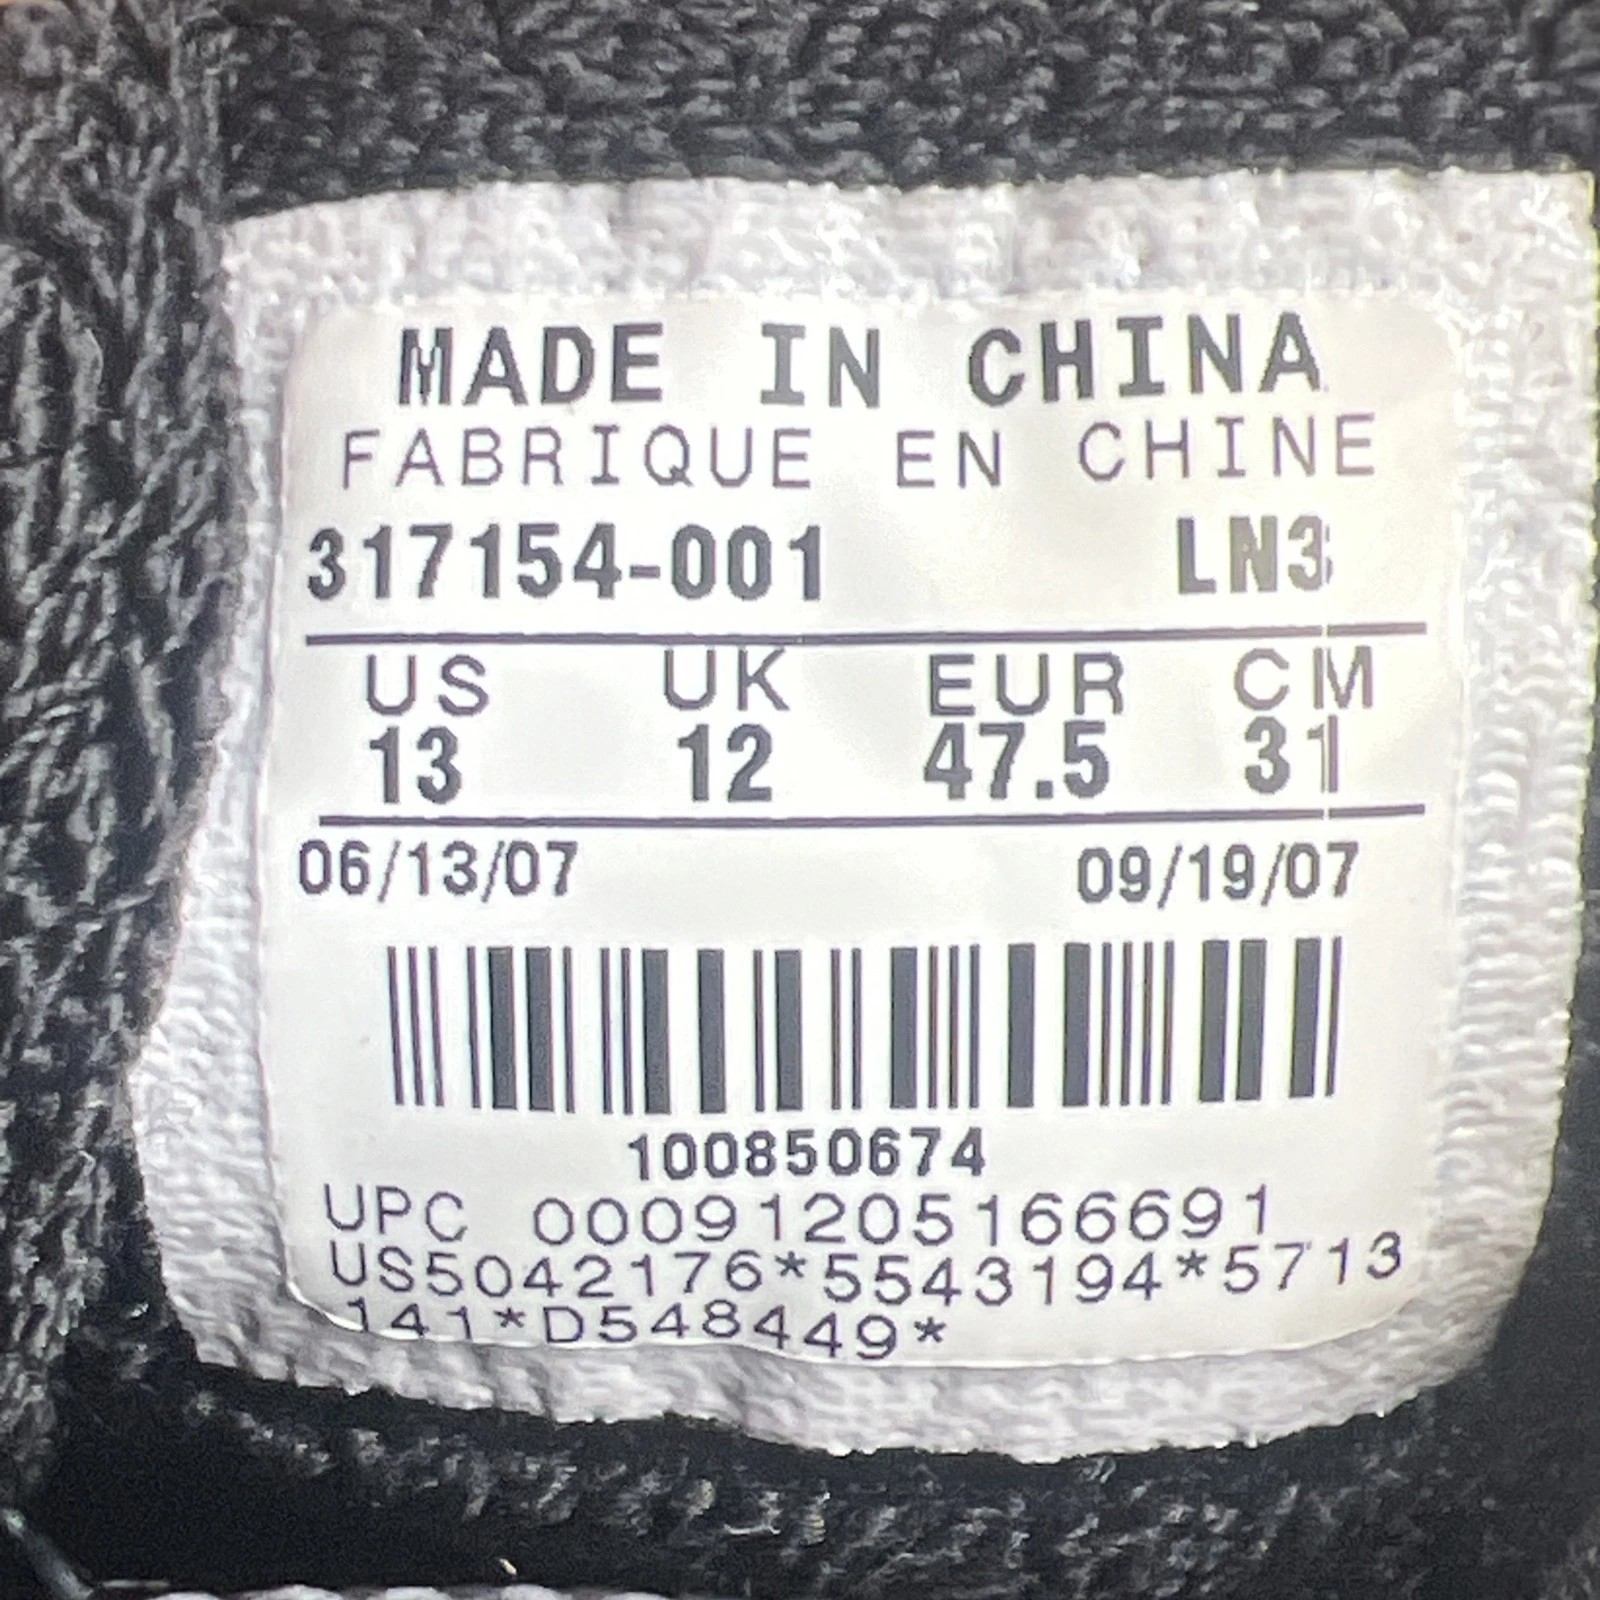 MADE IN CHINA
FABRIQUE EN CHINE
317154-001 LN3
US UK EUR CM
13 12 47.5 31
06/13/07 09/19/07
100850674
UPC 00091205166691
US5042176*5543194*5713
141*D548449*